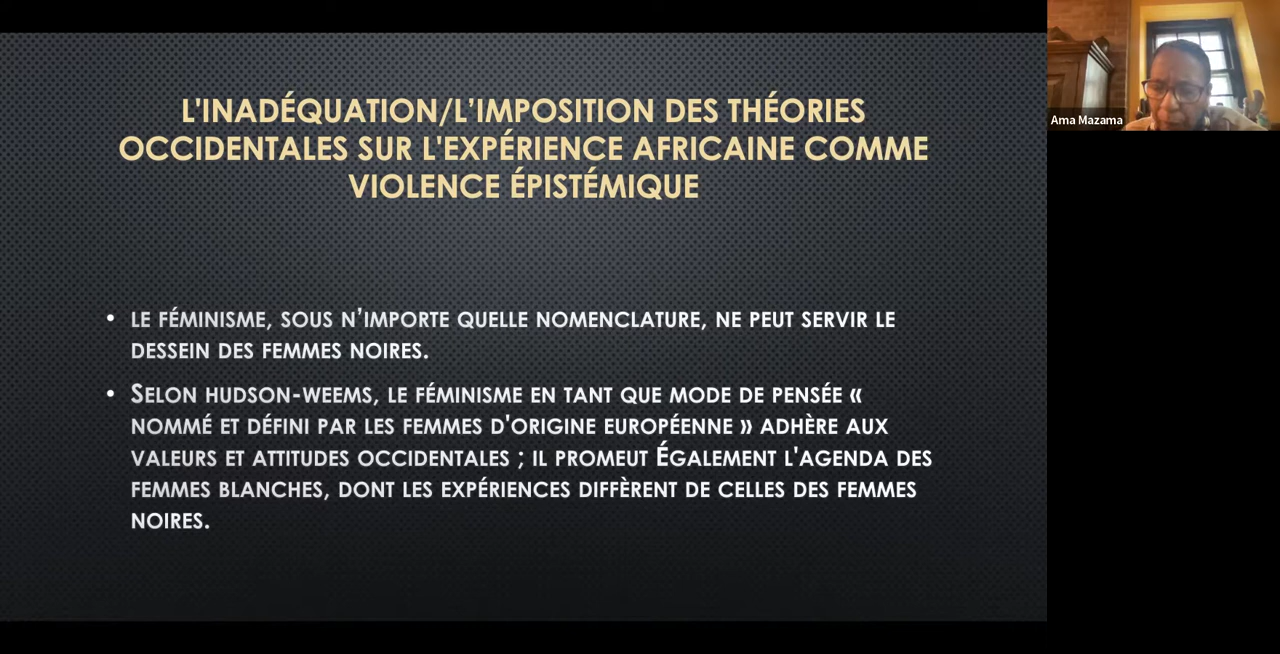 L'INADÉQUATION/L’IMPOSITION DES THÉORIES
OCCIDENTALES SUR L'EXPÉRIENCE AFRICAINE COMME
VIOLENCE ÉPISTÉMIQUE
• LE FÉMINISME, SOUS N’IMPORTE QUELLE NOMENCLATURE, NE PEUT SERVIR LE
DESSEIN DES FEMMES NOIRES.
• SELON HUDSON-WEEMS, LE FÉMINISME EN TANT QUE MODE DE PENSÉE «
NOMMÉ ET DÉFINI PAR LES FEMMES D'ORIGINE EUROPÉENNE » ADHÈRE AUX
VALEURS ET ATTITUDES OCCIDENTALES ; IL PROMEUT ÉGALEMENT L'AGENDA DES
FEMMES BLANCHES, DONT LES EXPÉRIENCES DIFFÈRENT DE CELLES DES FEMMES
NOIRES.
Ama Mazama